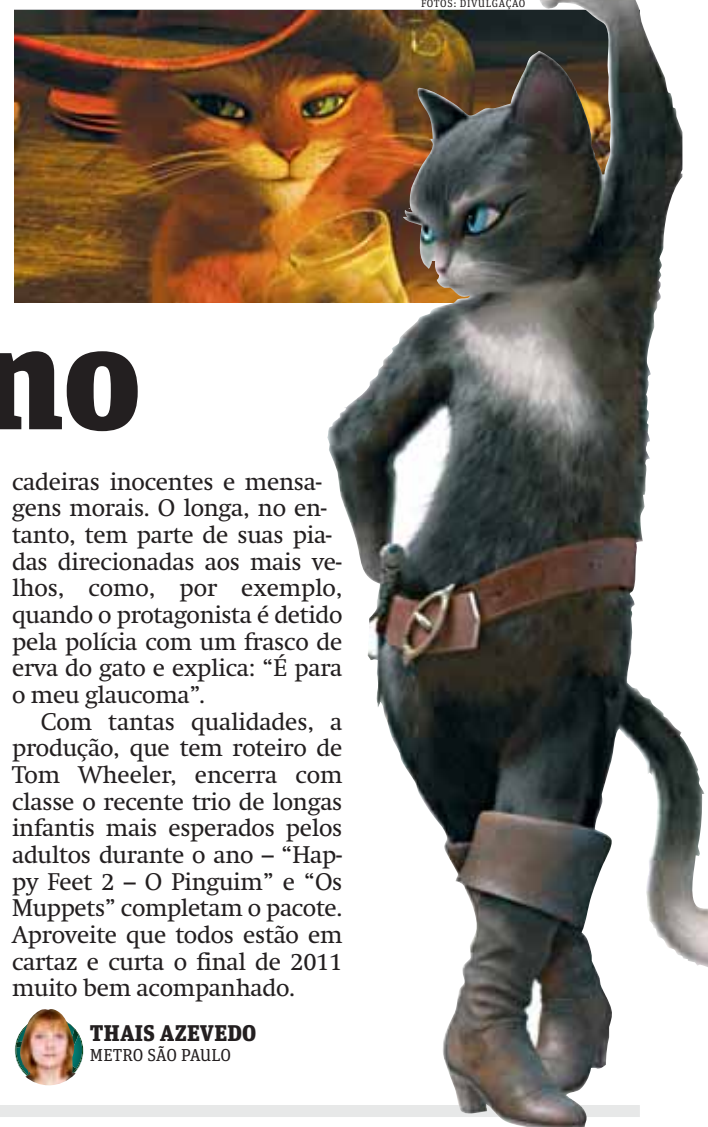 FOTOS: DIVULGAÇÃO
no
cadeiras inocentes e mensa-
gens morais. O longa, no en-
tanto, tem parte de suas pia-
das direcionadas aos mais ve-
lhos, como, por exemplo,
quando o protagonista é detido
pela polícia com um frasco de
erva do gato e explica: “É para
o meu glaucoma”.
Com tantas qualidades, a
produção, que tem roteiro de
Tom Wheeler, encerra com
classe o recente trio de longas
infantis mais esperados pelos
adultos durante o ano – “Hap-
py Feet 2 – O Pinguim” e “Os
Muppets” completam o pacote.
Aproveite que todos estão em
cartaz e curta o final de 2011
muito bem acompanhado.
THAIS AZEVEDO
METRO SÃO PAULO